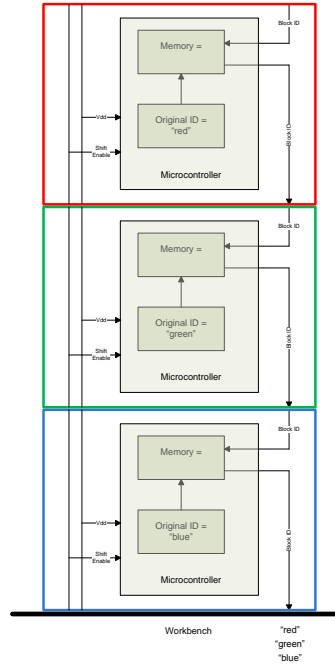 Block ID
Memory =
Vdd
Original ID =
“red”
Shift
Enable
Block ID
Microcontroller
Block ID
Memory =
Vdd
Original ID =
“green”
Shift
Enable
Block ID
Microcontroller
Block ID
Memory =
Vdd
Original ID =
“blue”
Shift
Enable
Block ID
Microcontroller
Workbench
“red”
“green”
“blue”